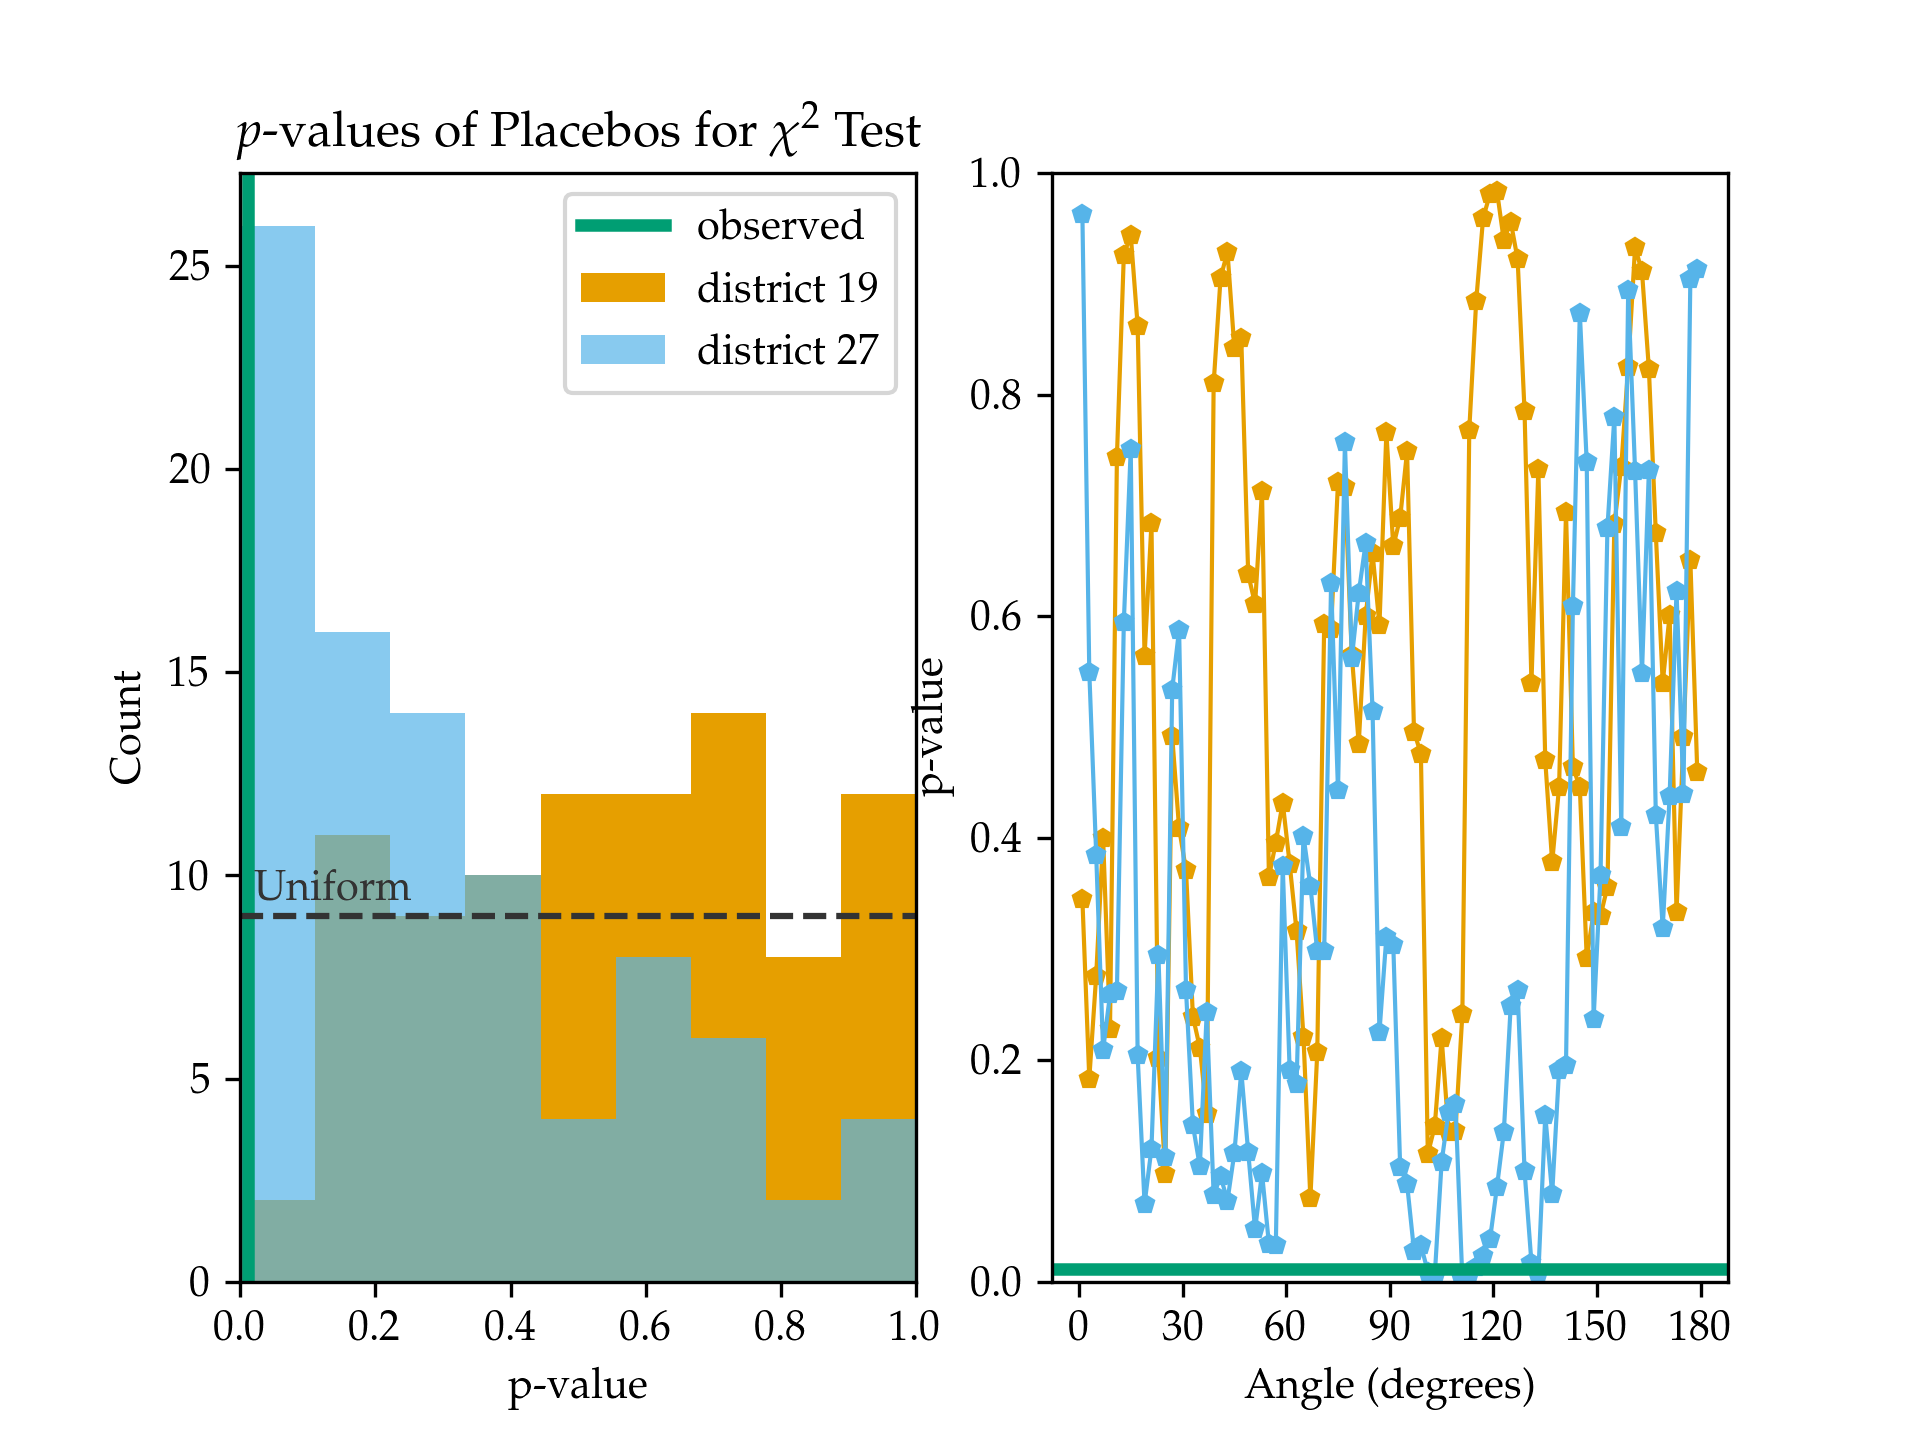 p-values of Placebos for χ² Test
observed
district 19
district 27
Uniform
Count
25
20
15
10
5
0
0.0 0.2 0.4 0.6 0.8 1.0
p-value
p-value
1.0
0.8
0.6
0.4
0.2
0.0
0 30 60 90 120 150 180
Angle (degrees)